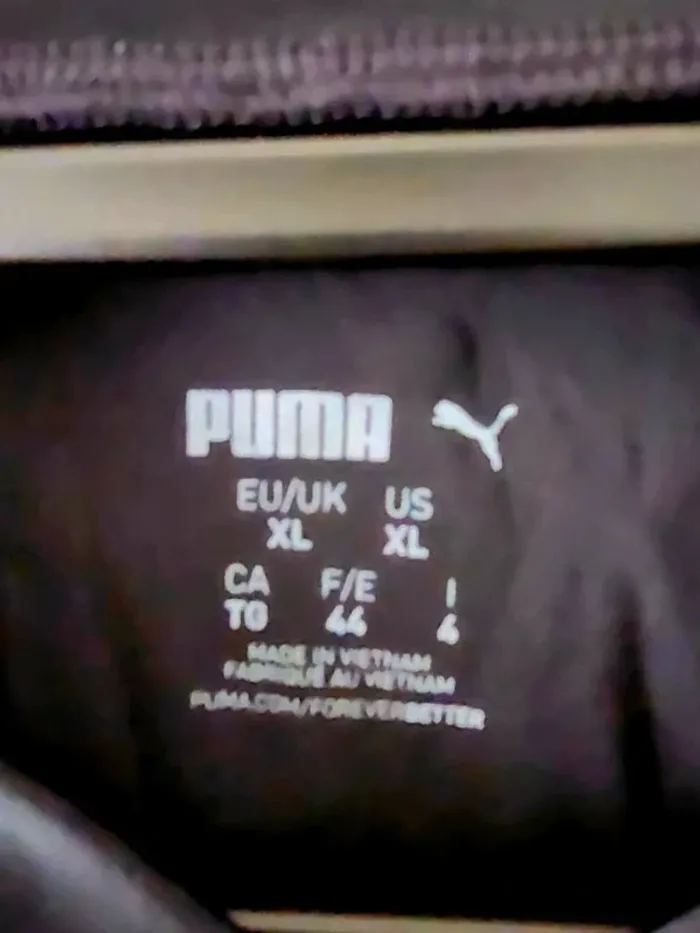 PUMA
EU/UK US
XL XL
CA F/E I
TG 44 4
MADE IN VIETNAM
FABRIQUÉ AU VIETNAM
PUMA.COM/FOREVERBETTER